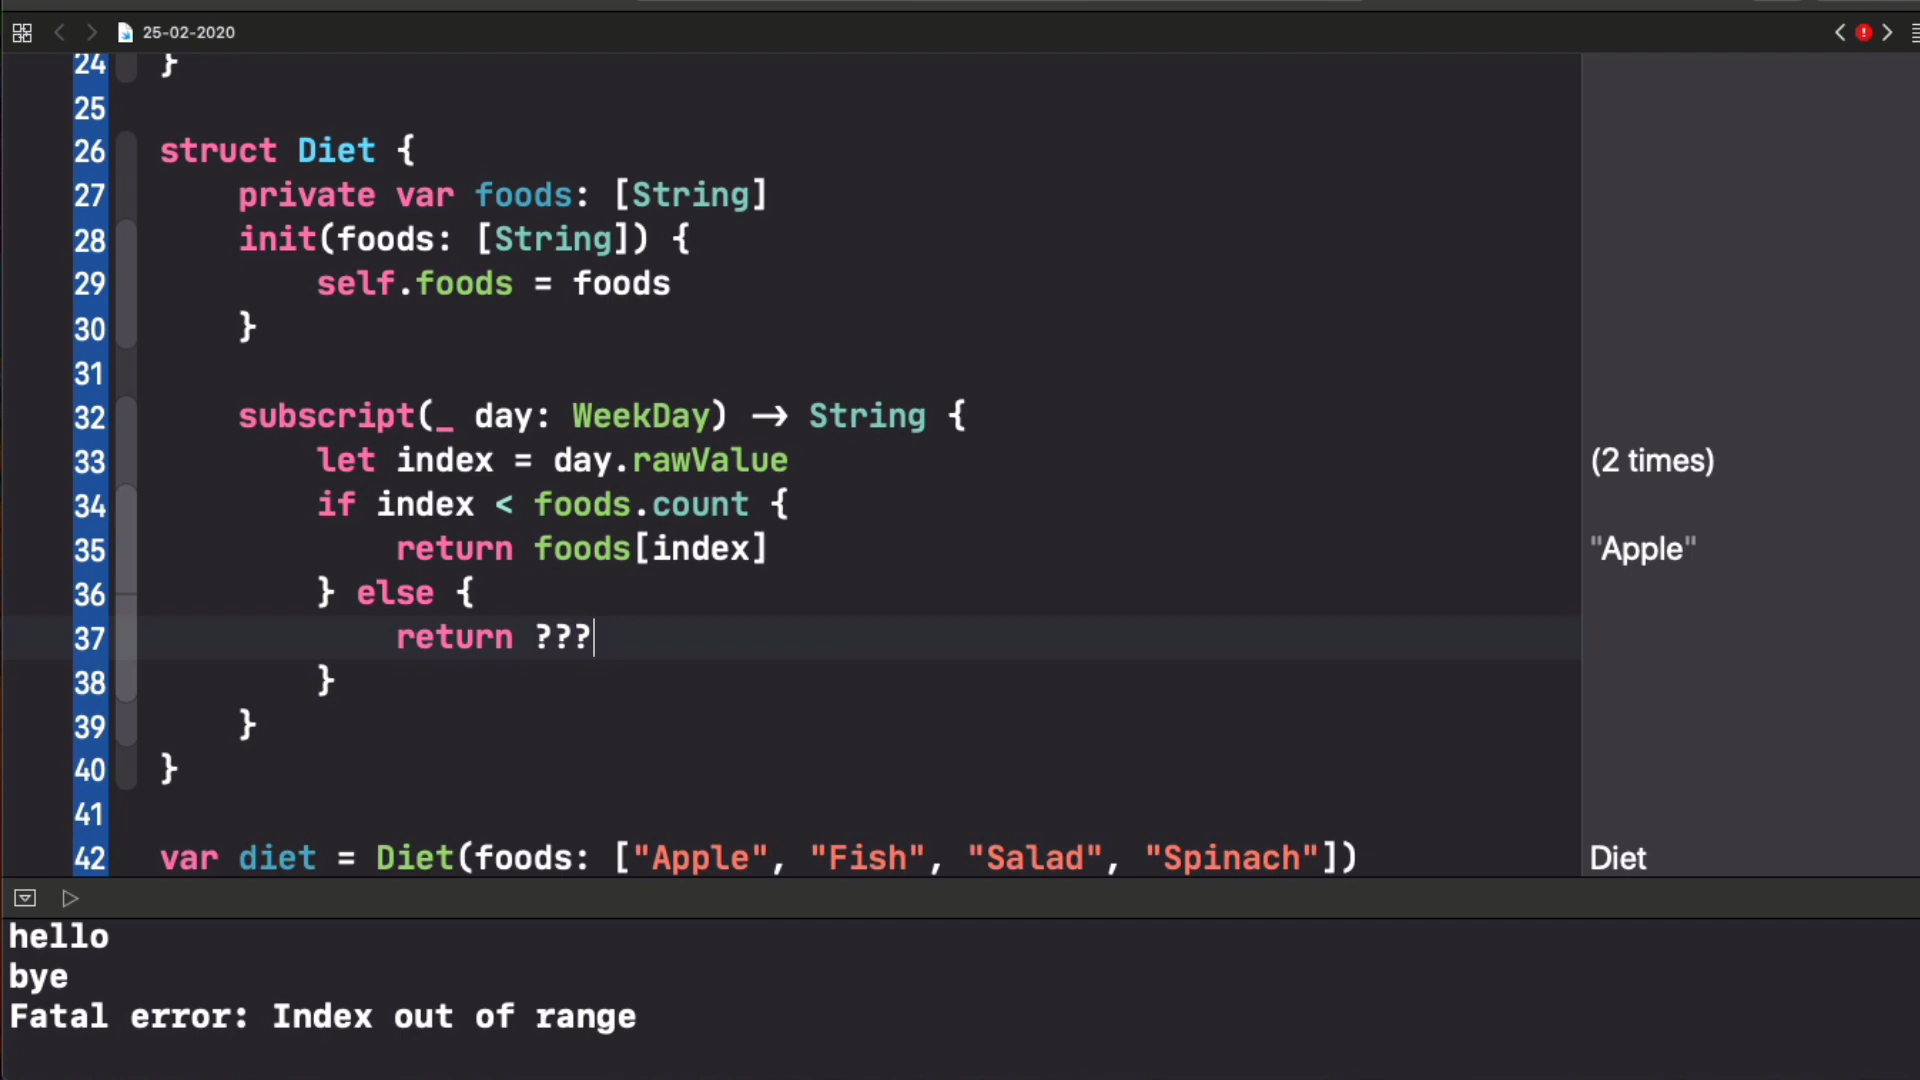 25-02-2020
24 }
25
26 struct Diet {
27 private var foods: [String]
28 init(foods: [String]) {
29 self.foods = foods
30 }
31
32 subscript(_ day: WeekDay) -> String {
33 let index = day.rawValue (2 times)
34 if index < foods.count {
35 return foods[index] "Apple"
36 } else {
37 return ???
38 }
39 }
40 }
41
42 var diet = Diet(foods: ["Apple", "Fish", "Salad", "Spinach"]) Diet
hello
bye
Fatal error: Index out of range